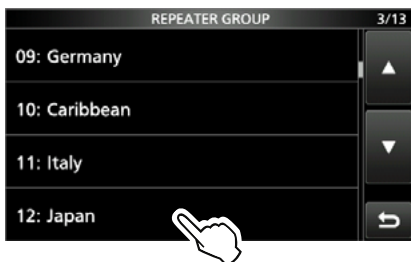 REPEATER GROUP 3/13
09: Germany
10: Caribbean
11: Italy
12: Japan